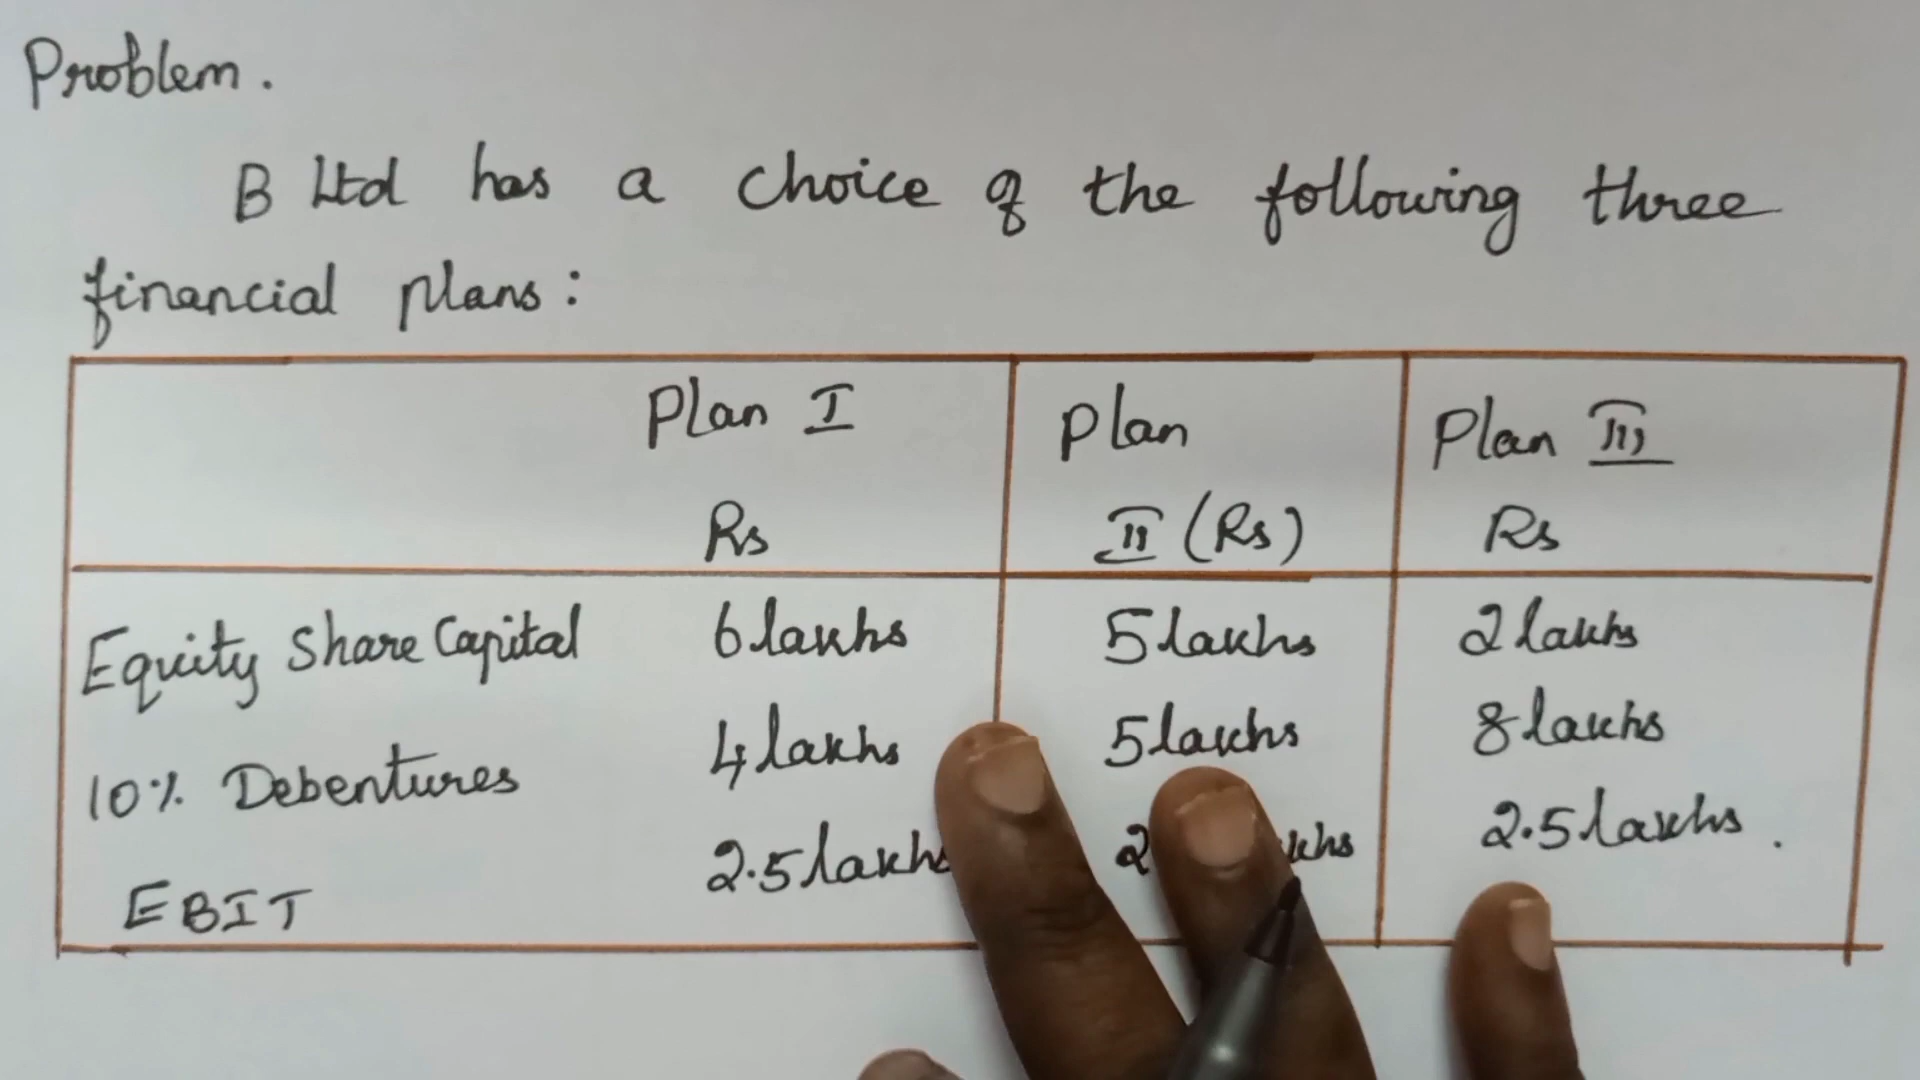 Problem.
B Ltd has a choice of the following three
financial plans:
Plan I Plan Plan III
Rs II (Rs) Rs
Equity Share Capital 6 lakhs 5 lakhs 2 lakhs
10% Debentures 4 lakhs 5 lakhs 8 lakhs
EBIT 2.5 lakhs 2 khs 2.5 lakhs.